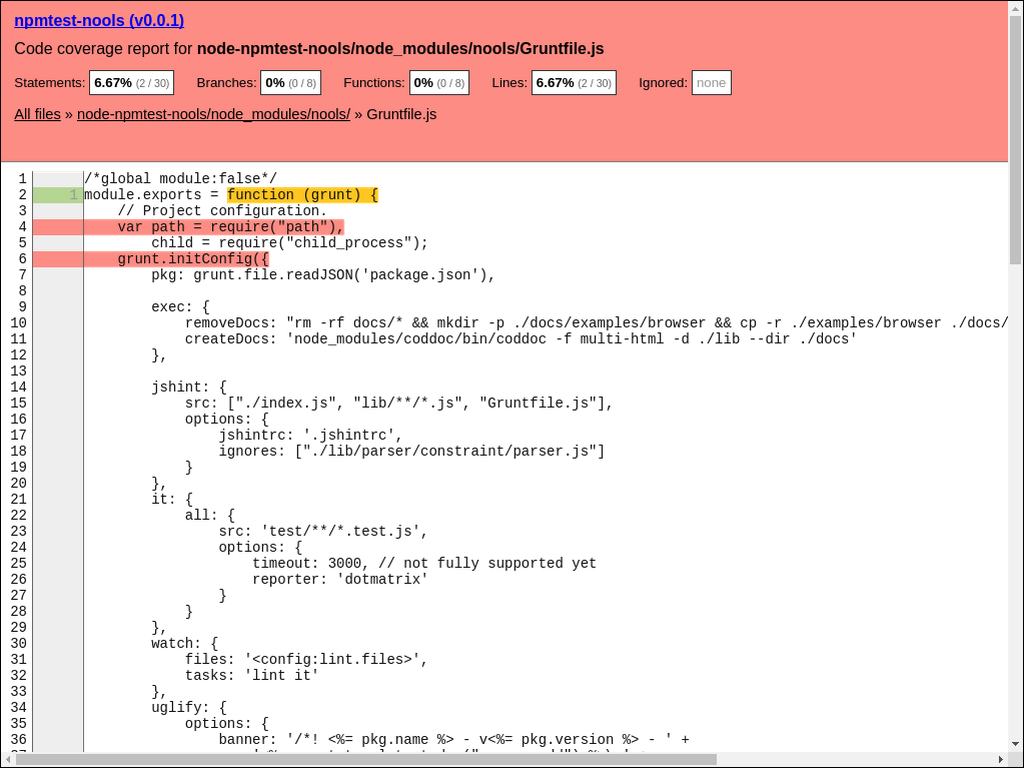 npmtest-nools (v0.0.1)
Code coverage report for node-npmtest-nools/node_modules/nools/Gruntfile.js
Statements: 6.67% (2 / 30) Branches: 0% (0 / 8) Functions: 0% (0 / 8) Lines: 6.67% (2 / 30) Ignored: none
All files » node-npmtest-nools/node_modules/nools/ » Gruntfile.js
1 /*global module:false*/
2 1 module.exports = function (grunt) {
3     // Project configuration.
4     var path = require("path"),
5         child = require("child_process");
6     grunt.initConfig({
7         pkg: grunt.file.readJSON('package.json'),
8
9         exec: {
10             removeDocs: "rm -rf docs/* && mkdir -p ./docs/examples/browser && cp -r ./examples/browser ./docs/
11             createDocs: 'node_modules/coddoc/bin/coddoc -f multi-html -d ./lib --dir ./docs'
12         },
13
14         jshint: {
15             src: ["./index.js", "lib/**/*.js", "Gruntfile.js"],
16             options: {
17                 jshintrc: '.jshintrc',
18                 ignores: ["./lib/parser/constraint/parser.js"]
19             }
20         },
21         it: {
22             all: {
23                 src: 'test/**/*.test.js',
24                 options: {
25                     timeout: 3000, // not fully supported yet
26                     reporter: 'dotmatrix'
27                 }
28             }
29         },
30         watch: {
31             files: '<config:lint.files>',
32             tasks: 'lint it'
33         },
34         uglify: {
35             options: {
36                 banner: '/*! <%= pkg.name %> - v<%= pkg.version %> - ' +